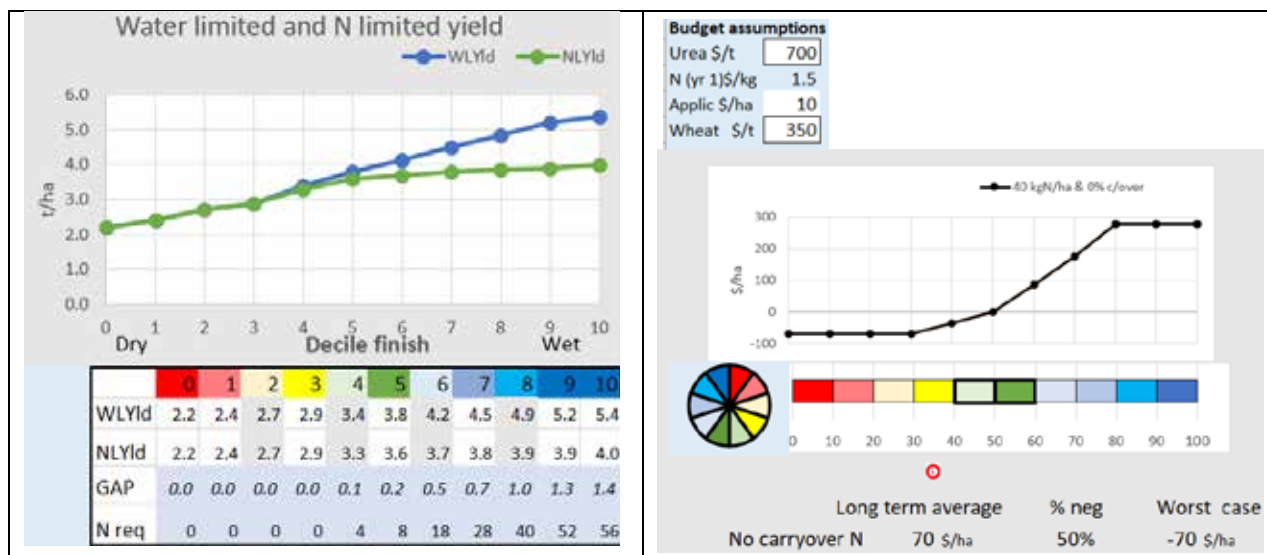 Water limited and N limited yield
WLYld NLYld
6.0
5.0
4.0
3.0
2.0
1.0
0.0
t/ha
0 1 2 3 4 5 6 7 8 9 10
Dry Decile finish Wet
0 1 2 3 4 5 6 7 8 9 10
WLYld 2.2 2.4 2.7 2.9 3.4 3.8 4.2 4.5 4.9 5.2 5.4
NLYld 2.2 2.4 2.7 2.9 3.3 3.6 3.7 3.8 3.9 3.9 4.0
GAP 0.0 0.0 0.0 0.0 0.1 0.2 0.5 0.7 1.0 1.3 1.4
N req 0 0 0 0 4 8 18 28 40 52 56
Budget assumptions
Urea $/t 700
N (yr 1)$/kg 1.5
Applic $/ha 10
Wheat $/t 350
40 kgN/ha & 0% c/over
300
200
100
0
-100
$/ha
0 10 20 30 40 50 60 70 80 90 100
Long term average % neg Worst case
No carryover N 70 $/ha 50% -70 $/ha